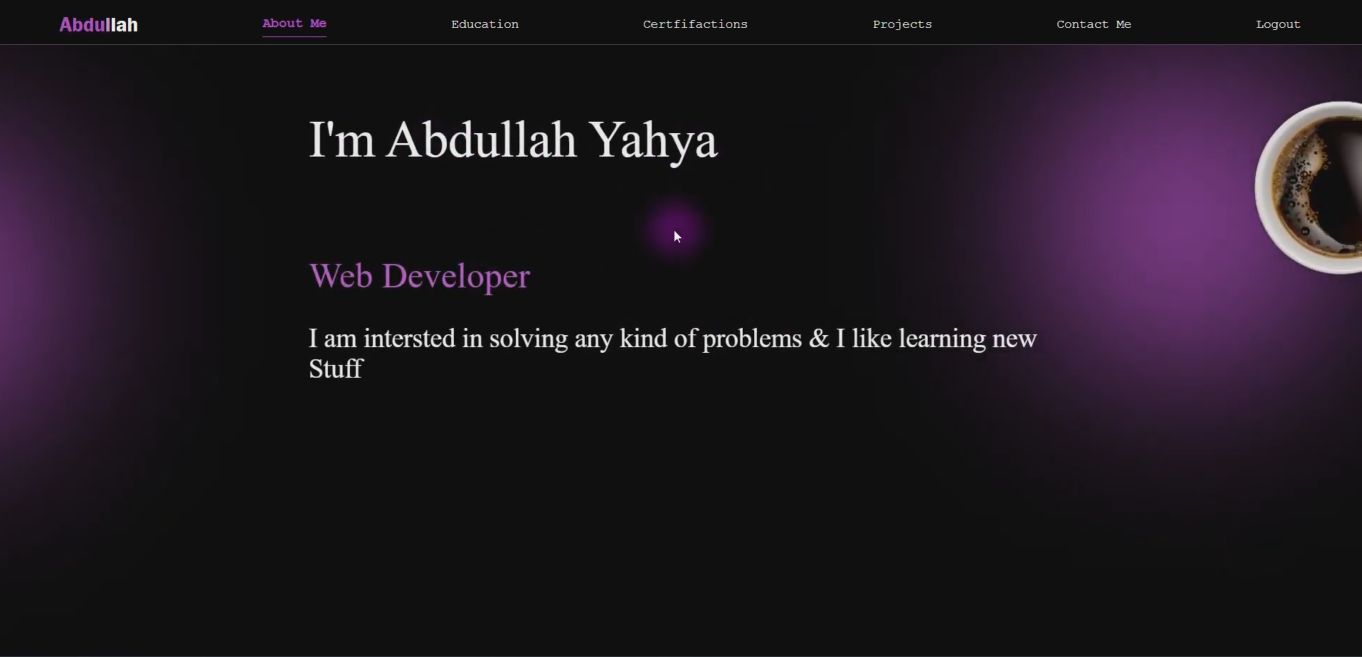 Abdullah About Me Education Certfifactions Projects Contact Me Logout
I'm Abdullah Yahya
Web Developer
I am intersted in solving any kind of problems & I like learning new
Stuff